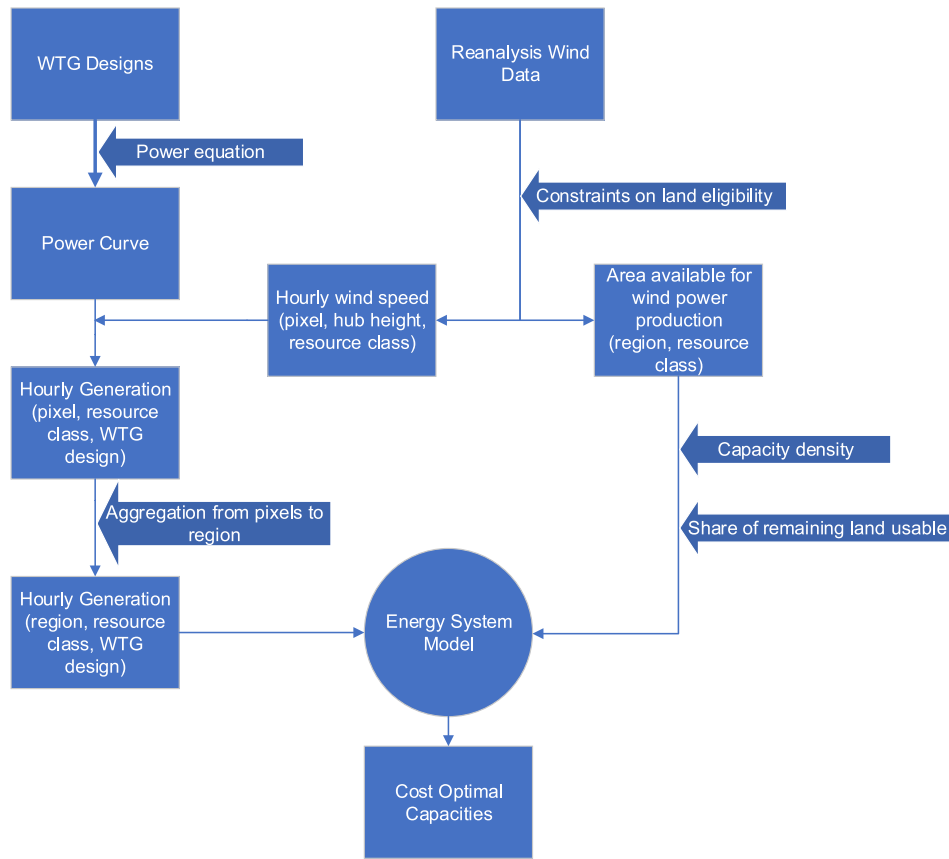 WTG Designs
Reanalysis Wind
Data
Power equation
Constraints on land eligibility
Power Curve
Hourly wind speed
(pixel, hub height,
resource class)
Area available for
wind power
production
(region, resource
class)
Hourly Generation
(pixel, resource
class, WTG
design)
Capacity density
Aggregation from pixels to
region
Share of remaining land usable
Hourly Generation
(region, resource
class, WTG
design)
Energy System
Model
Cost Optimal
Capacities